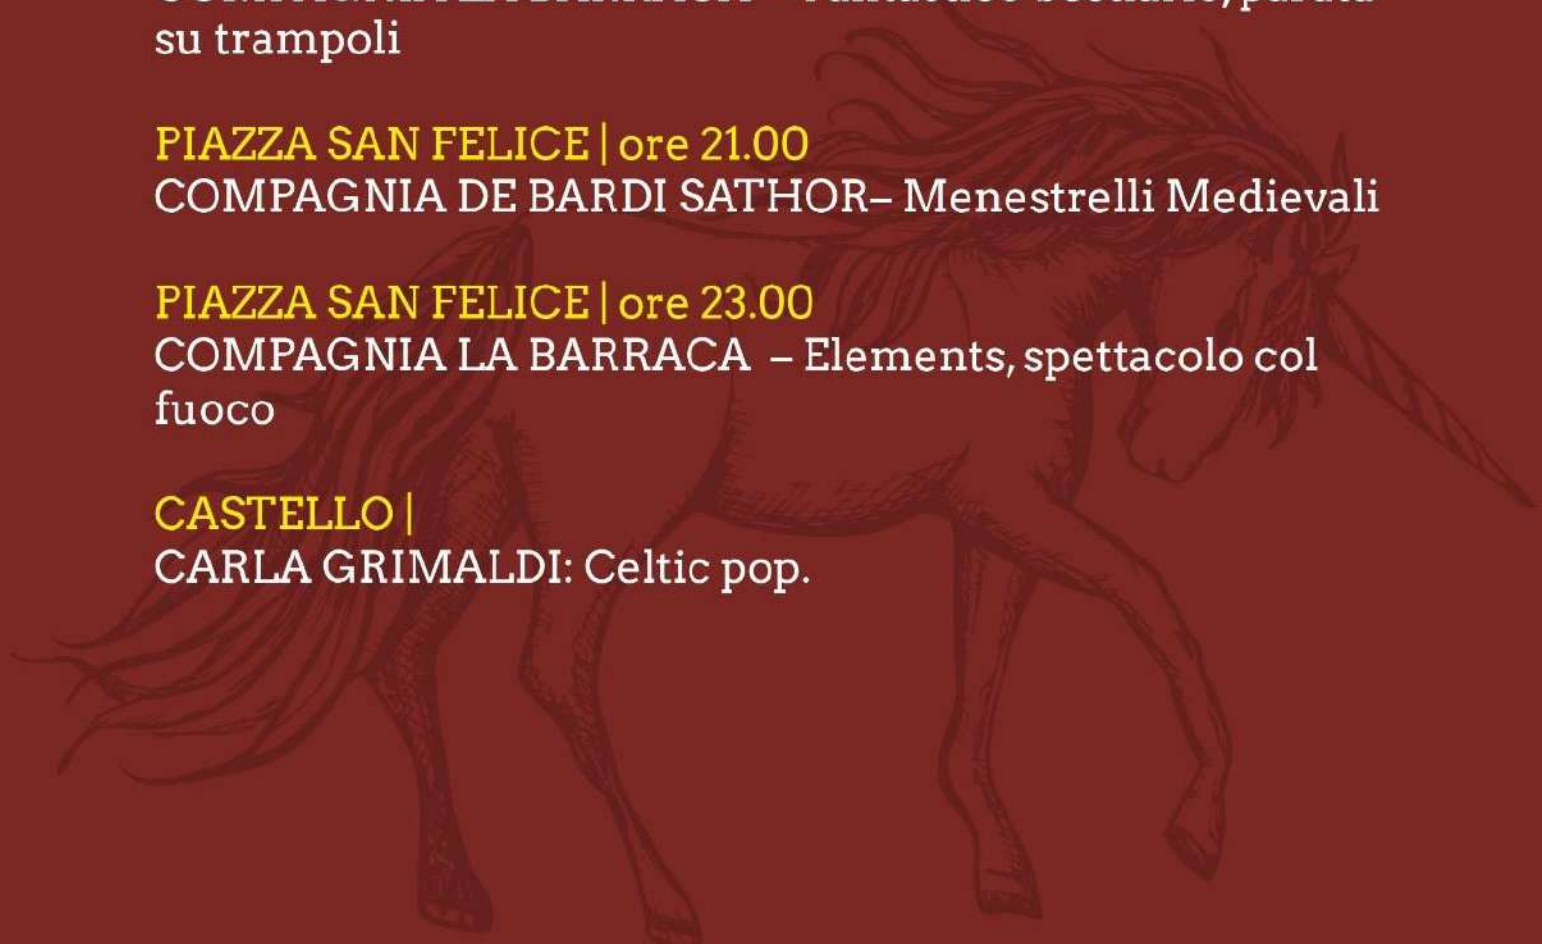 su trampoli
PIAZZA SAN FELICE | ore 21.00
COMPAGNIA DE BARDI SATHOR– Menestrelli Medievali
PIAZZA SAN FELICE | ore 23.00
COMPAGNIA LA BARRACA – Elements, spettacolo col
fuoco
CASTELLO |
CARLA GRIMALDI: Celtic pop.